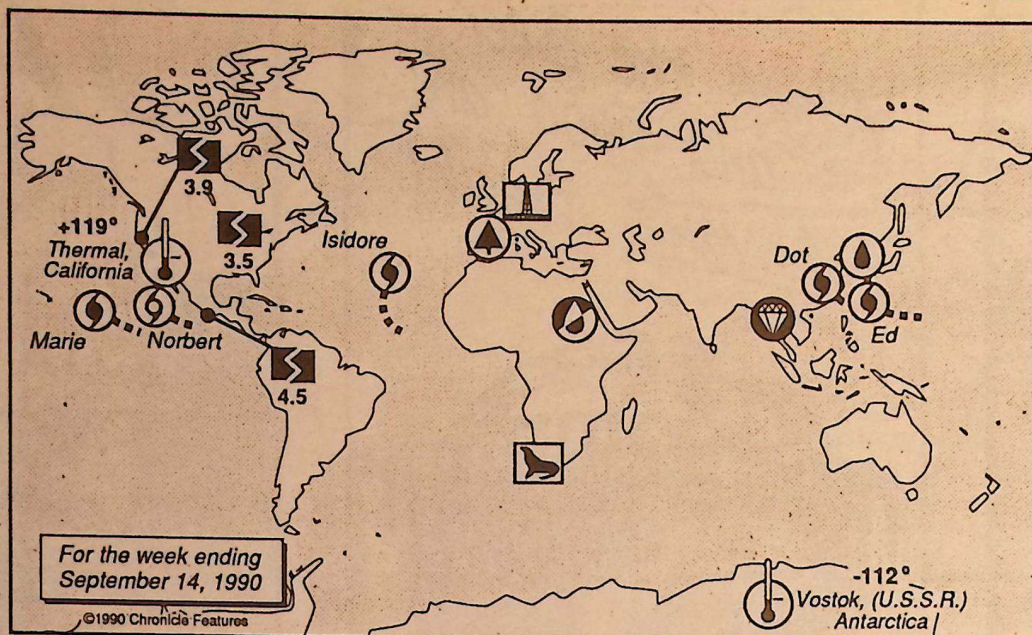 3.9
+119°
Thermal,
California
3.5
Isidore
Dot
Marie
Norbert
Ed
4.5
For the week ending
September 14, 1990
©1990 Chronicle Features
-112°
Vostok, (U.S.S.R.)
Antarctica